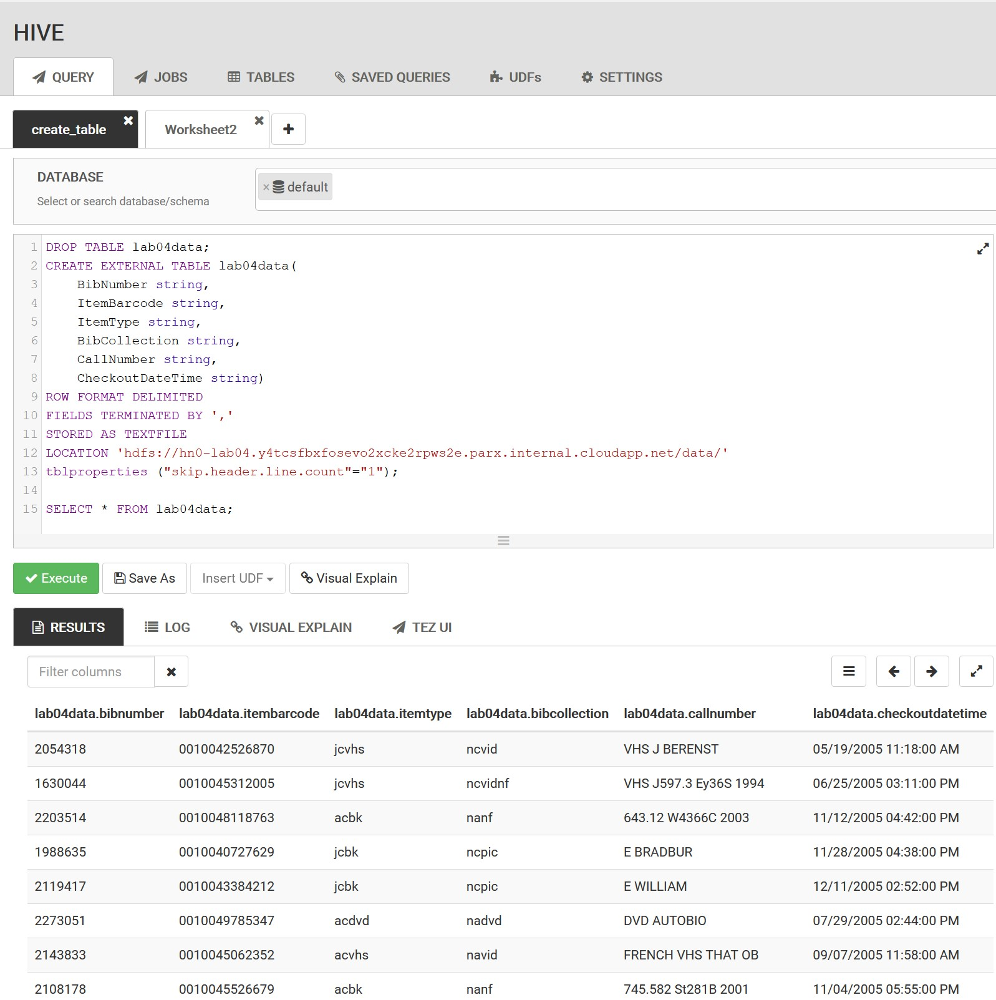 HIVE
QUERY JOBS TABLES SAVED QUERIES UDFs SETTINGS
create_table Worksheet2
DATABASE
Select or search database/schema
× default
1 DROP TABLE lab04data;
2 CREATE EXTERNAL TABLE lab04data(
3 BibNumber string,
4 ItemBarcode string,
5 ItemType string,
6 BibCollection string,
7 CallNumber string,
8 CheckoutDateTime string)
9 ROW FORMAT DELIMITED
10 FIELDS TERMINATED BY ','
11 STORED AS TEXTFILE
12 LOCATION 'hdfs://hn0-lab04.y4tcsfbxfosevo2xcke2rpws2e.parx.internal.cloudapp.net/data/'
13 tblproperties ("skip.header.line.count"="1");
14
15 SELECT * FROM lab04data;
Execute Save As Insert UDF Visual Explain
RESULTS LOG VISUAL EXPLAIN TEZ UI
Filter columns
lab04data.bibnumber lab04data.itembarcode lab04data.itemtype lab04data.bibcollection lab04data.callnumber lab04data.checkoutdatetime
2054318 0010042526870 jcvhs ncvid VHS J BERENST 05/19/2005 11:18:00 AM
1630044 0010045312005 jcvhs ncvidnf VHS J597.3 Ey36S 1994 06/25/2005 03:11:00 PM
2203514 0010048118763 acbk nanf 643.12 W4366C 2003 11/12/2005 04:42:00 PM
1988635 0010040727629 jcbk ncpic E BRADBUR 11/28/2005 04:38:00 PM
2119417 0010043384212 jcbk ncpic E WILLIAM 12/11/2005 02:52:00 PM
2273051 0010049785347 acdvd nadvd DVD AUTOBIO 07/29/2005 02:44:00 PM
2143833 0010045062352 acvhs navid FRENCH VHS THAT OB 09/07/2005 11:58:00 AM
2108178 0010045526679 acbk nanf 745.582 St281B 2001 11/04/2005 05:55:00 PM